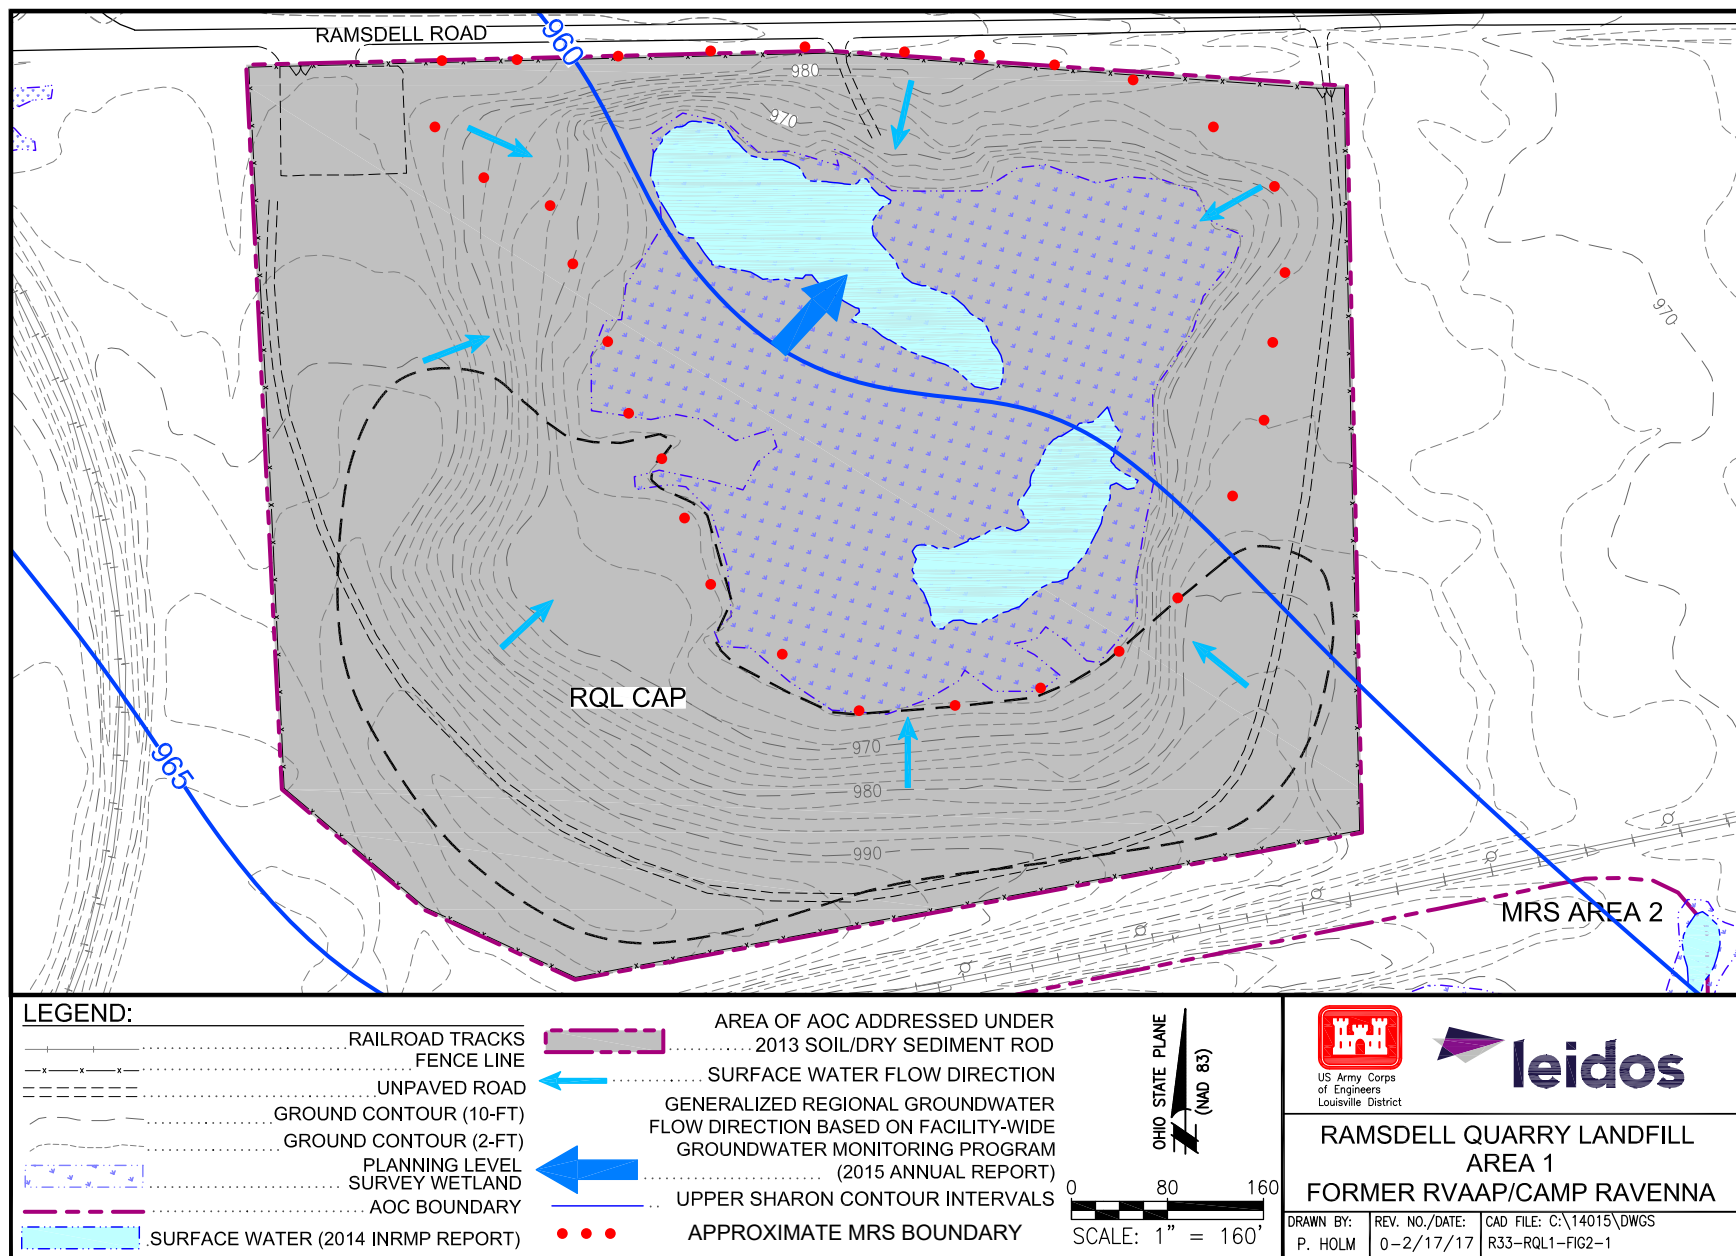 RAMSDELL ROAD
960
980
970
970
965
RQL CAP
970
980
990
MRS AREA 2
LEGEND:
RAILROAD TRACKS
FENCE LINE
UNPAVED ROAD
GROUND CONTOUR (10-FT)
GROUND CONTOUR (2-FT)
PLANNING LEVEL
SURVEY WETLAND
AOC BOUNDARY
SURFACE WATER (2014 INRMP REPORT)
AREA OF AOC ADDRESSED UNDER
2013 SOIL/DRY SEDIMENT ROD
SURFACE WATER FLOW DIRECTION
GENERALIZED REGIONAL GROUNDWATER
FLOW DIRECTION BASED ON FACILITY-WIDE
GROUNDWATER MONITORING PROGRAM
(2015 ANNUAL REPORT)
UPPER SHARON CONTOUR INTERVALS
APPROXIMATE MRS BOUNDARY
OHIO STATE PLANE
(NAD 83)
0 80 160
SCALE: 1" = 160'
US Army Corps
of Engineers
Louisville District
leidos
RAMSDELL QUARRY LANDFILL
AREA 1
FORMER RVAAP/CAMP RAVENNA
DRAWN BY:
P. HOLM
REV. NO./DATE:
0-2/17/17
CAD FILE: C:\14015\DWGS
R33-RQL1-FIG2-1